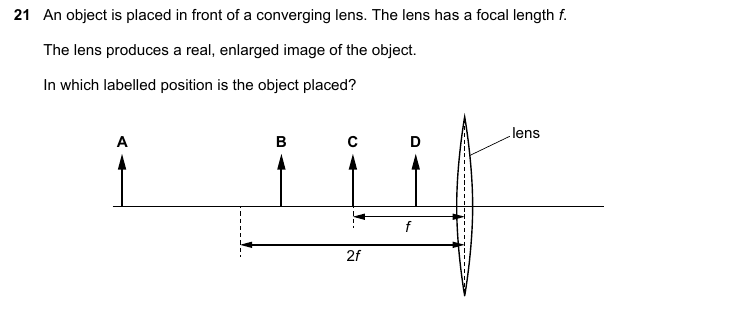 21 An object is placed in front of a converging lens. The lens has a focal length f.
The lens produces a real, enlarged image of the object.
In which labelled position is the object placed?
A B C D lens
f
2f